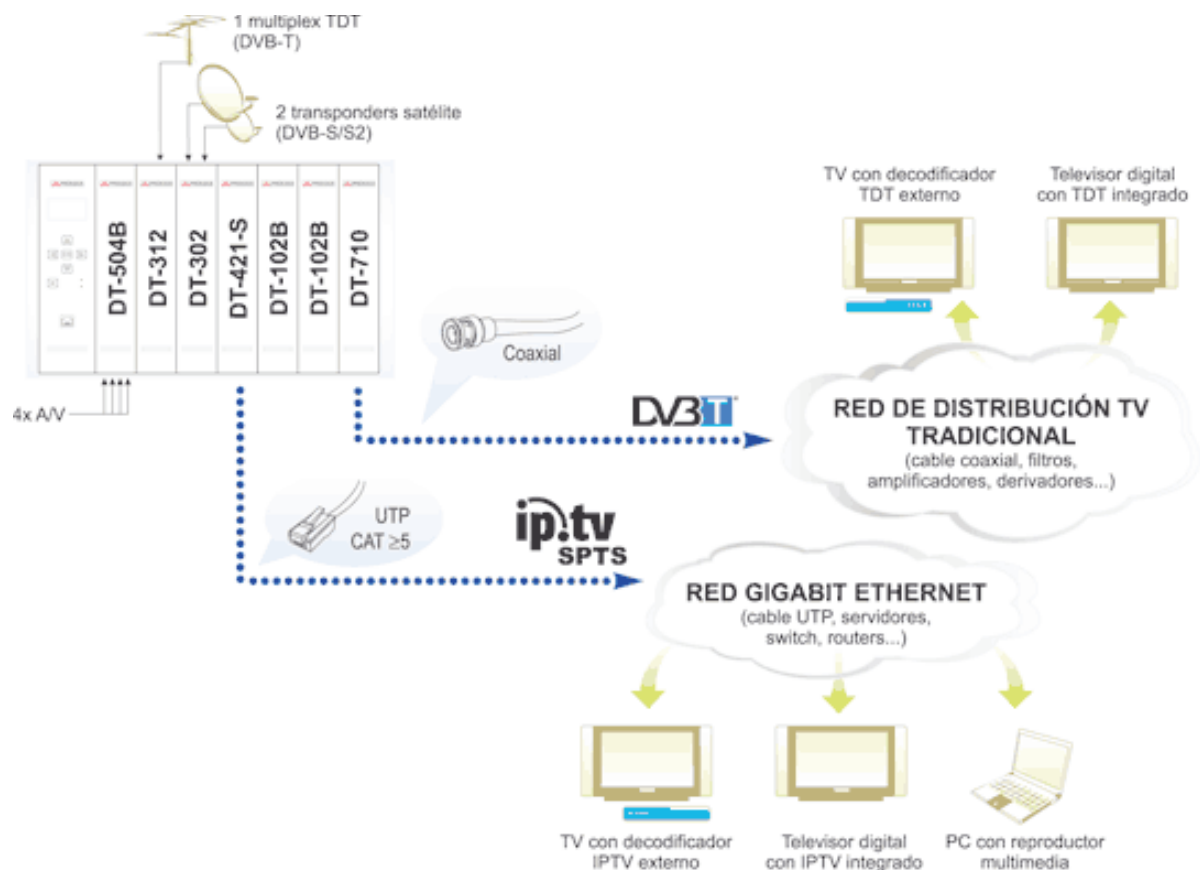 1 multiplex TDT
(DVB-T)
2 transponders satélite
(DVB-S/S2)
DT-504B
DT-312
DT-302
DT-421-S
DT-102B
DT-102B
DT-710
4x A/V
Coaxial
DVB T
UTP
CAT ≥5
ip.tv
SPTS
TV con decodificador
TDT externo
Televisor digital
con TDT integrado
RED DE DISTRIBUCIÓN TV
TRADICIONAL
(cable coaxial, filtros,
amplificadores, derivadores...)
RED GIGABIT ETHERNET
(cable UTP, servidores,
switch, routers...)
TV con decodificador
IPTV externo
Televisor digital
con IPTV integrado
PC con reproductor
multimedia